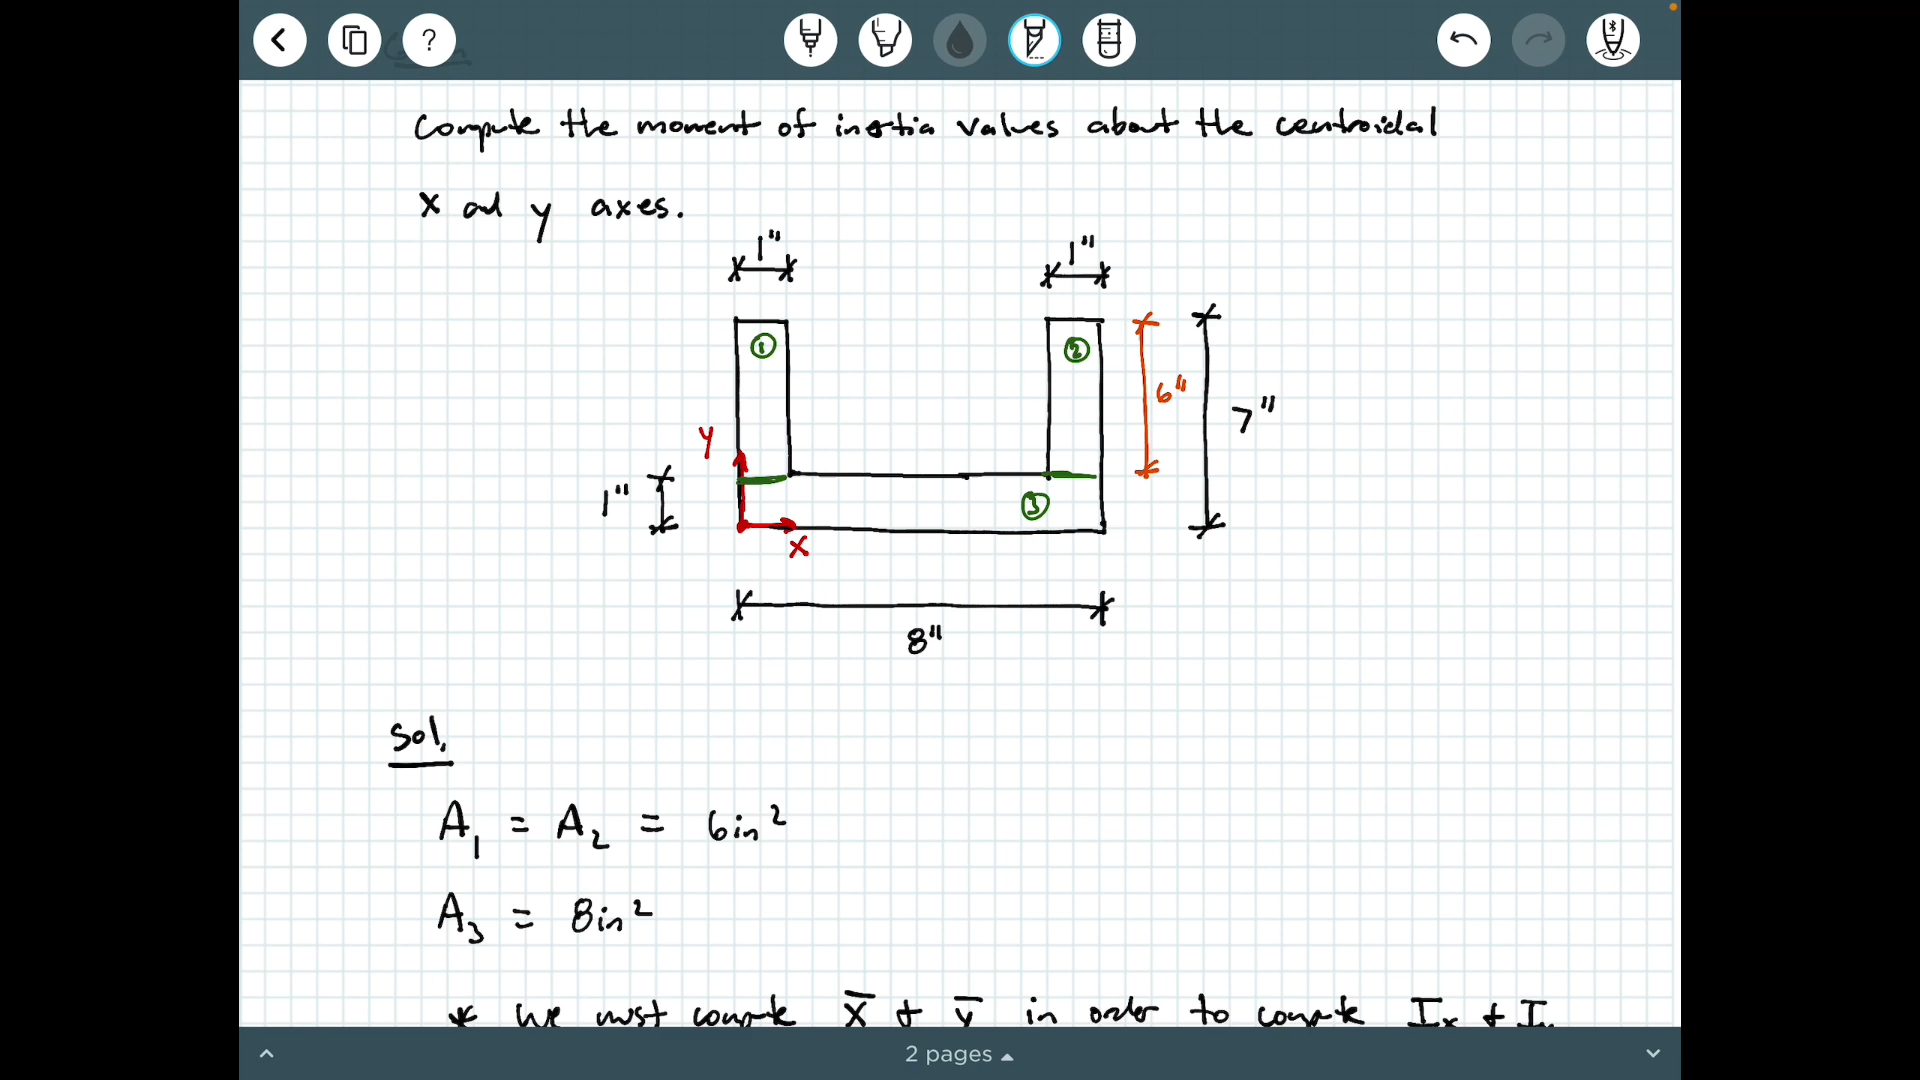 ?
Compute the moment of inertia values about the centroidal
x and y axes.
1"
1"
1
2
6"
7"
y
1"
3
x
8"
Sol.
A1 = A2 = 6in²
A3 = 8in²
* We must compute x̅ & y̅ in order to compute Ix & Iy
2 pages